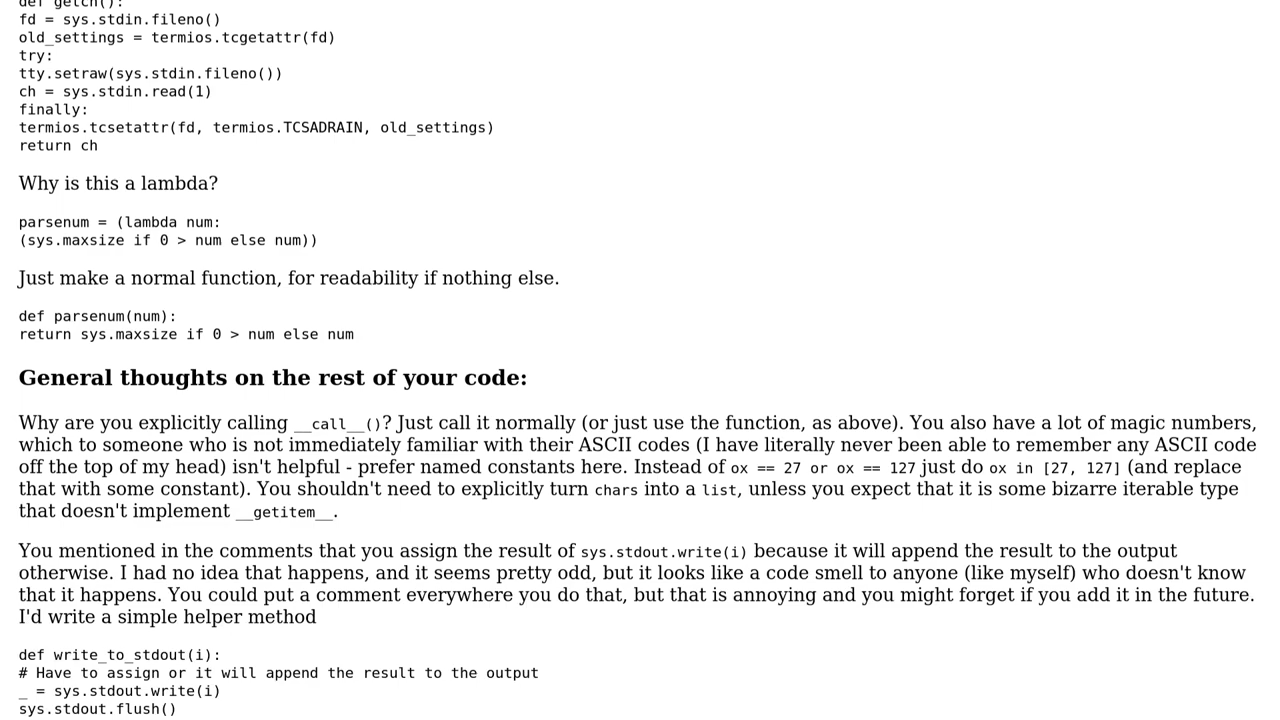 def getch():
fd = sys.stdin.fileno()
old_settings = termios.tcgetattr(fd)
try:
tty.setraw(sys.stdin.fileno())
ch = sys.stdin.read(1)
finally:
termios.tcsetattr(fd, termios.TCSADRAIN, old_settings)
return ch
Why is this a lambda?
parsenum = (lambda num:
(sys.maxsize if 0 > num else num))
Just make a normal function, for readability if nothing else.
def parsenum(num):
return sys.maxsize if 0 > num else num
General thoughts on the rest of your code:
Why are you explicitly calling __call__()? Just call it normally (or just use the function, as above). You also have a lot of magic numbers,
which to someone who is not immediately familiar with their ASCII codes (I have literally never been able to remember any ASCII code
off the top of my head) isn't helpful - prefer named constants here. Instead of ox == 27 or ox == 127 just do ox in [27, 127] (and replace
that with some constant). You shouldn't need to explicitly turn chars into a list, unless you expect that it is some bizarre iterable type
that doesn't implement __getitem__.
You mentioned in the comments that you assign the result of sys.stdout.write(i) because it will append the result to the output
otherwise. I had no idea that happens, and it seems pretty odd, but it looks like a code smell to anyone (like myself) who doesn't know
that it happens. You could put a comment everywhere you do that, but that is annoying and you might forget if you add it in the future.
I'd write a simple helper method
def write_to_stdout(i):
# Have to assign or it will append the result to the output
_ = sys.stdout.write(i)
sys.stdout.flush()